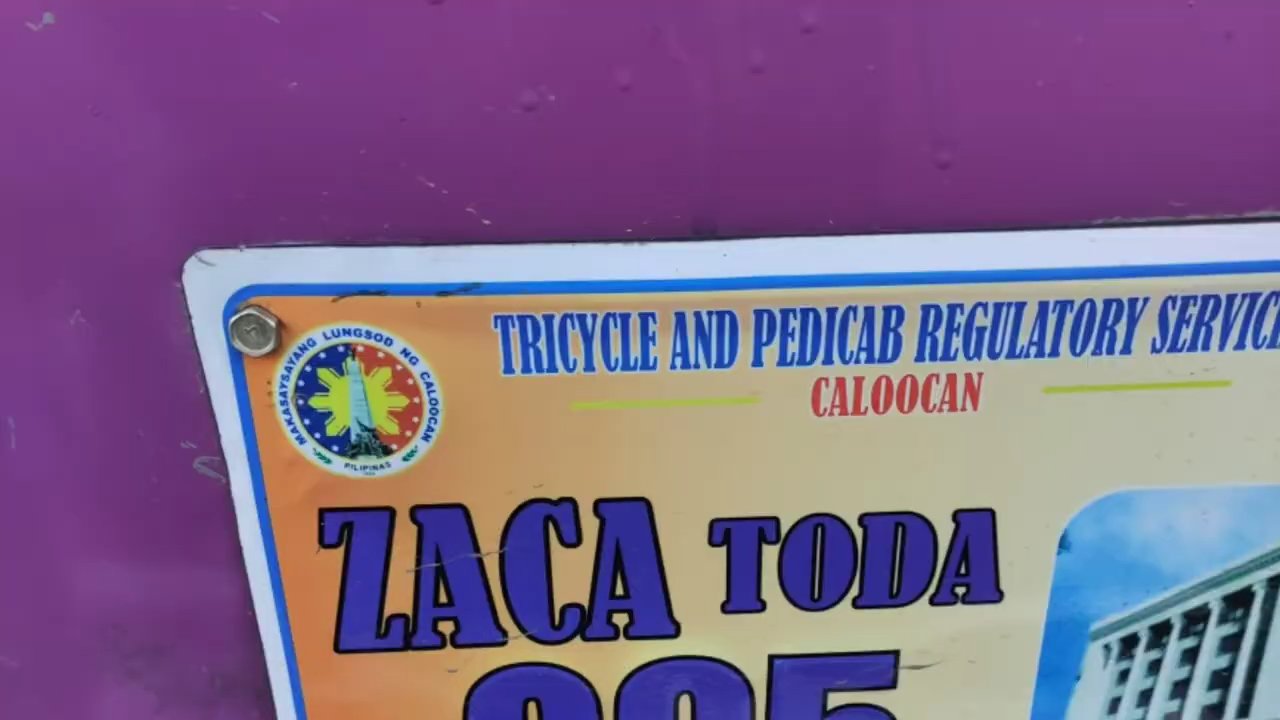 TRICYCLE AND PEDICAB REGULATORY SERVICE
CALOOCAN
MAKASAYSAYANG LUNGSOD NG CALOOCAN
PILIPINAS
ZACA TODA